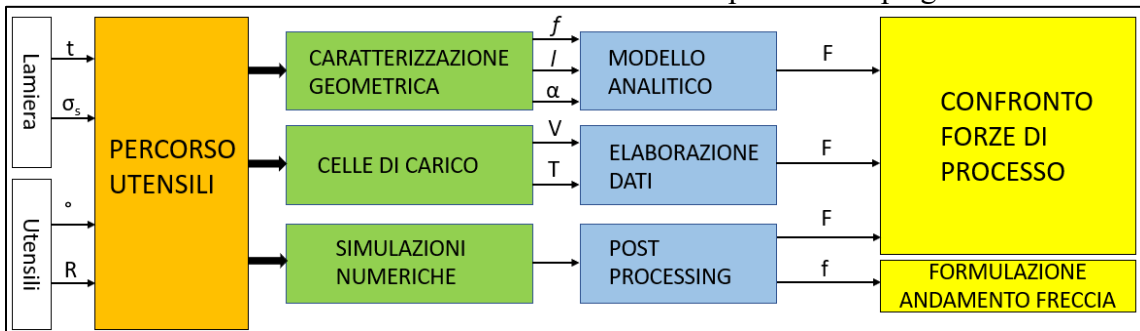 Lamiera
t
σs
Utensili
°
R
PERCORSO
UTENSILI
CARATTERIZZAZIONE
GEOMETRICA
f
l
α
MODELLO
ANALITICO
F
CELLE DI CARICO
V
T
ELABORAZIONE
DATI
F
SIMULAZIONI
NUMERICHE
POST
PROCESSING
F
f
CONFRONTO
FORZE DI
PROCESSO
FORMULAZIONE
ANDAMENTO FRECCIA